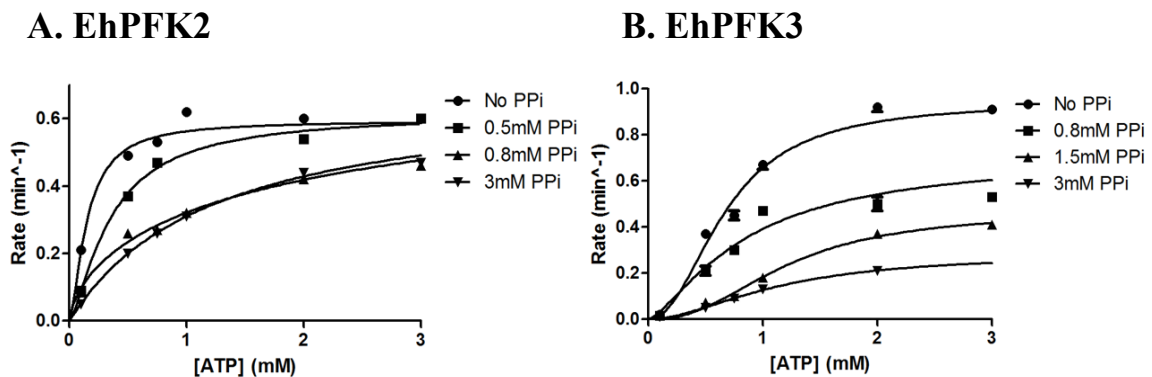 A. EhPFK2
B. EhPFK3
Rate (min^-1)
0.6
0.4
0.2
0.0
0
1
2
3
[ATP] (mM)
No PPi
0.5mM PPi
0.8mM PPi
3mM PPi
Rate (min^-1)
1.0
0.8
0.6
0.4
0.2
0.0
0
1
2
3
[ATP] (mM)
No PPi
0.8mM PPi
1.5mM PPi
3mM PPi